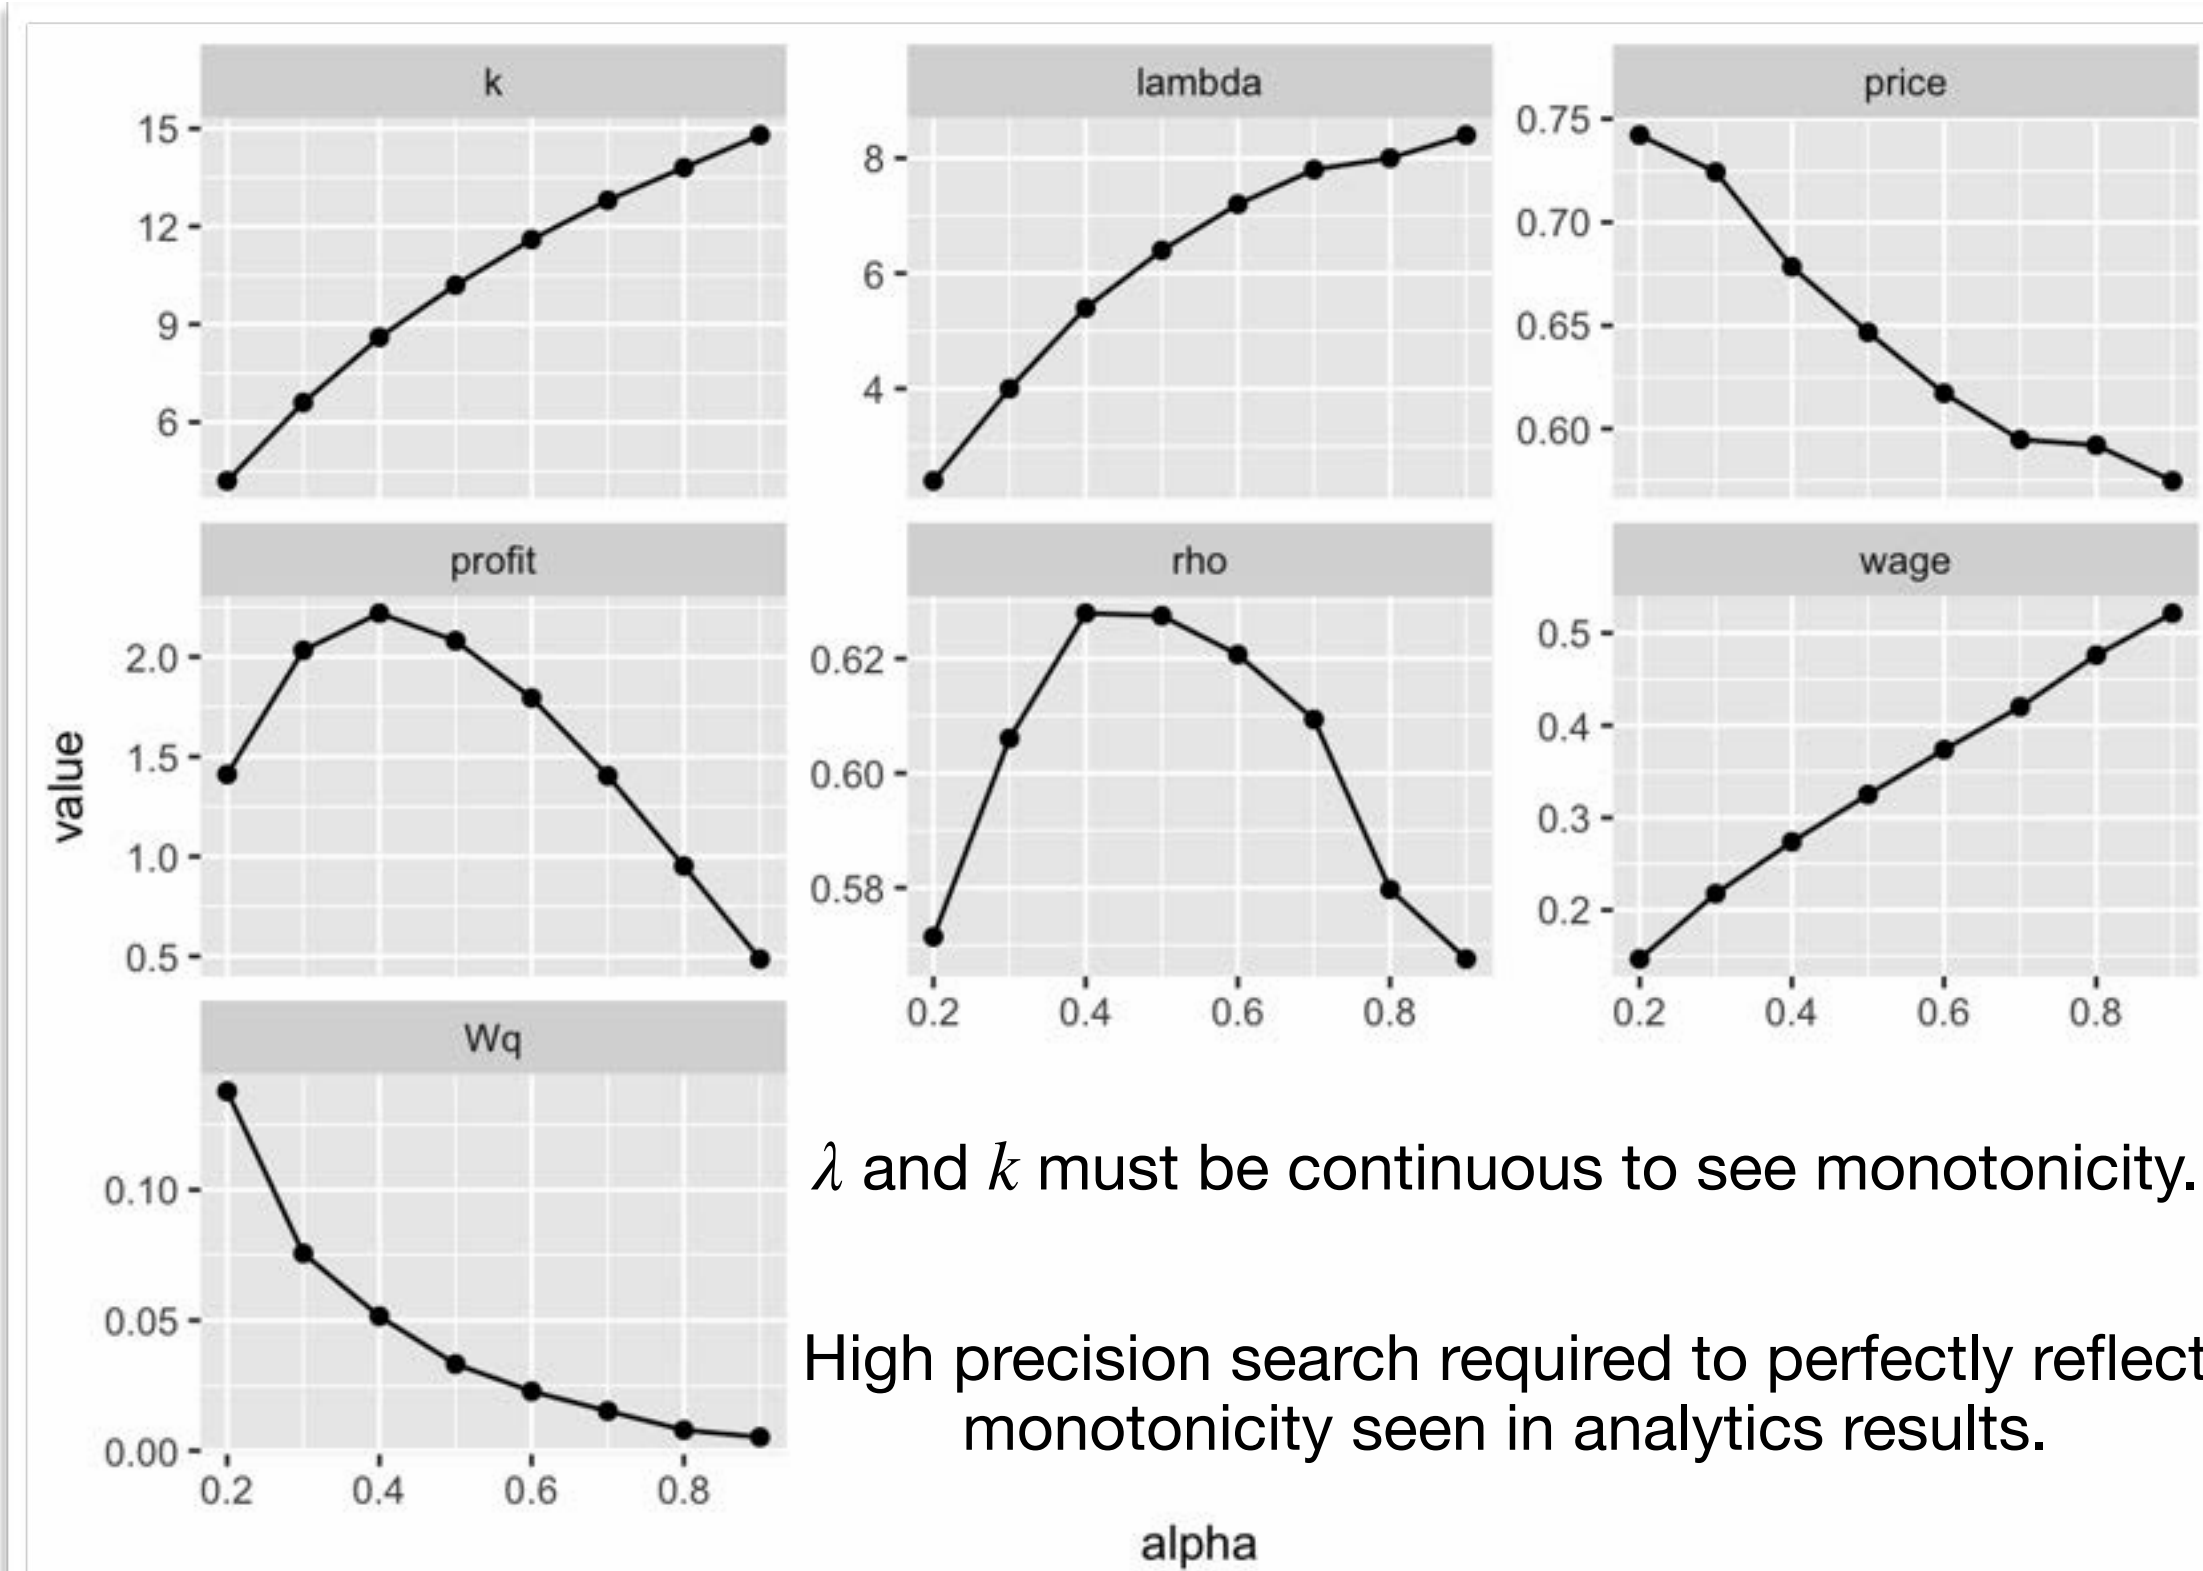 k
lambda
price
15
12
9
6
8
6
4
0.75
0.70
0.65
0.60
profit
rho
wage
value
2.0
1.5
1.0
0.5
0.62
0.60
0.58
0.5
0.4
0.3
0.2
0.2 0.4 0.6 0.8
0.2 0.4 0.6 0.8
Wq
0.10
0.05
0.00
0.2 0.4 0.6 0.8
λ and k must be continuous to see monotonicity.
High precision search required to perfectly reflect
monotonicity seen in analytics results.
alpha